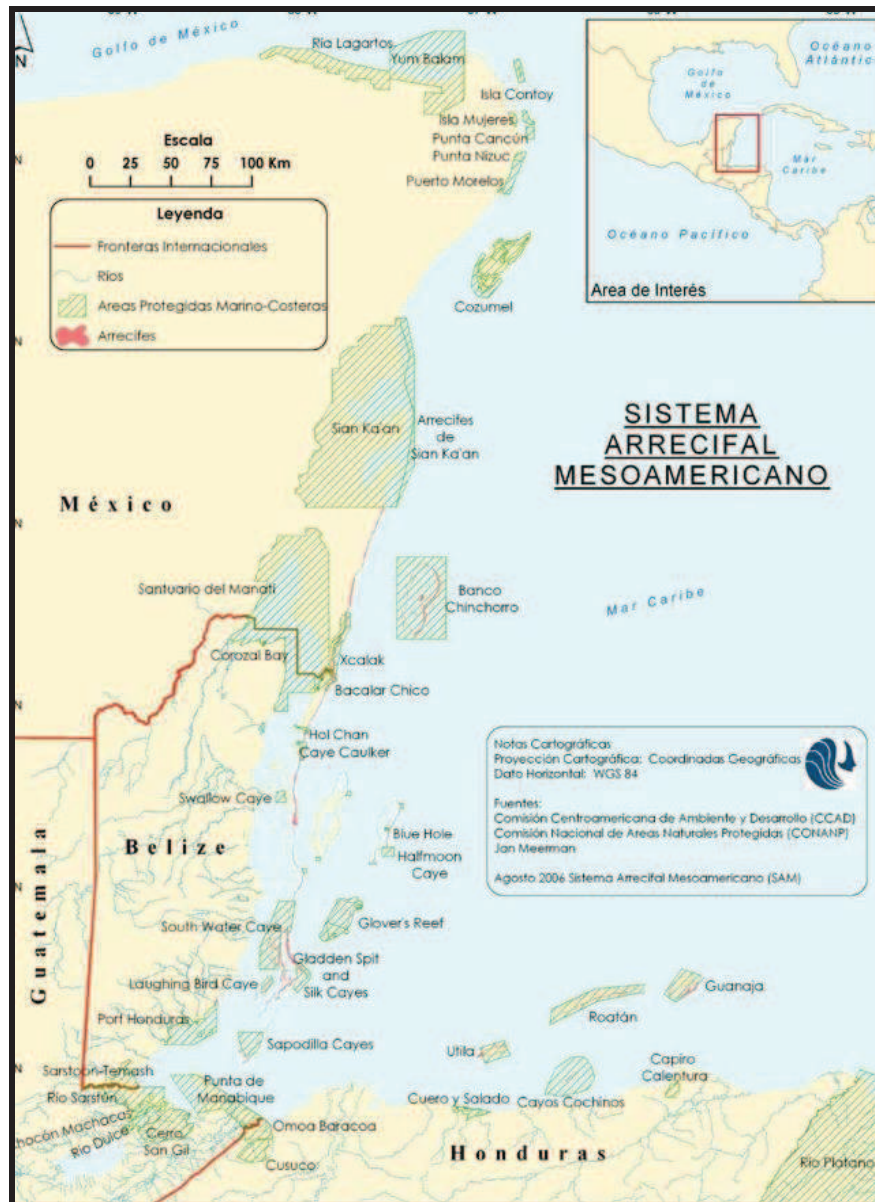 Golfo de México
Ría Lagartos
Yum Balam
Isla Contoy
Isla Mujeres
Punta Cancún
Punta Nizuc
Puerto Morelos
Escala
0 25 50 75 100 Km
Leyenda
Fronteras Internacionales
Ríos
Areas Protegidas Marino-Costeras
Arrecifes
Océano
Atlántico
Golfo
de
México
Mar
Caribe
Océano Pacífico
Area de Interés
Cozumel
Sian Ka'an
Arrecifes
de
Sian Ka'an
SISTEMA
ARRECIFAL
MESOAMERICANO
México
Santuario del Manatí
Banco
Chinchorro
Mar Caribe
Corozal Bay
Xcalak
Bacalar Chico
Hol Chan
Caye Caulker
Swallow Caye
Blue Hole
Halfmoon
Caye
Belize
Guatemala
Notas Cartográficas
Proyección Cartográfica: Coordinadas Geográficas
Dato Horizontal: WGS 84
Fuentes:
Comisión Centroamericana de Ambiente y Desarrollo (CCAD)
Comisión Nacional de Areas Naturales Protegidas (CONANP)
Jan Meerman
Agosto 2006 Sistema Arrecifal Mesoamericano (SAM)
South Water Caye
Glover's Reef
Gladden Spit
and
Silk Cayes
Laughing Bird Caye
Port Honduras
Sapodilla Cayes
Guanaja
Roatán
Utila
Capiro
Calentura
Sarstoon-Temash
Río Sarstún
Punta de
Manabique
Cuero y Salado
Cayos Cochinos
Machacas
Río Dulce
Cerro
San Gil
Omoa Baracoa
Cusuco
Honduras
Río Platano